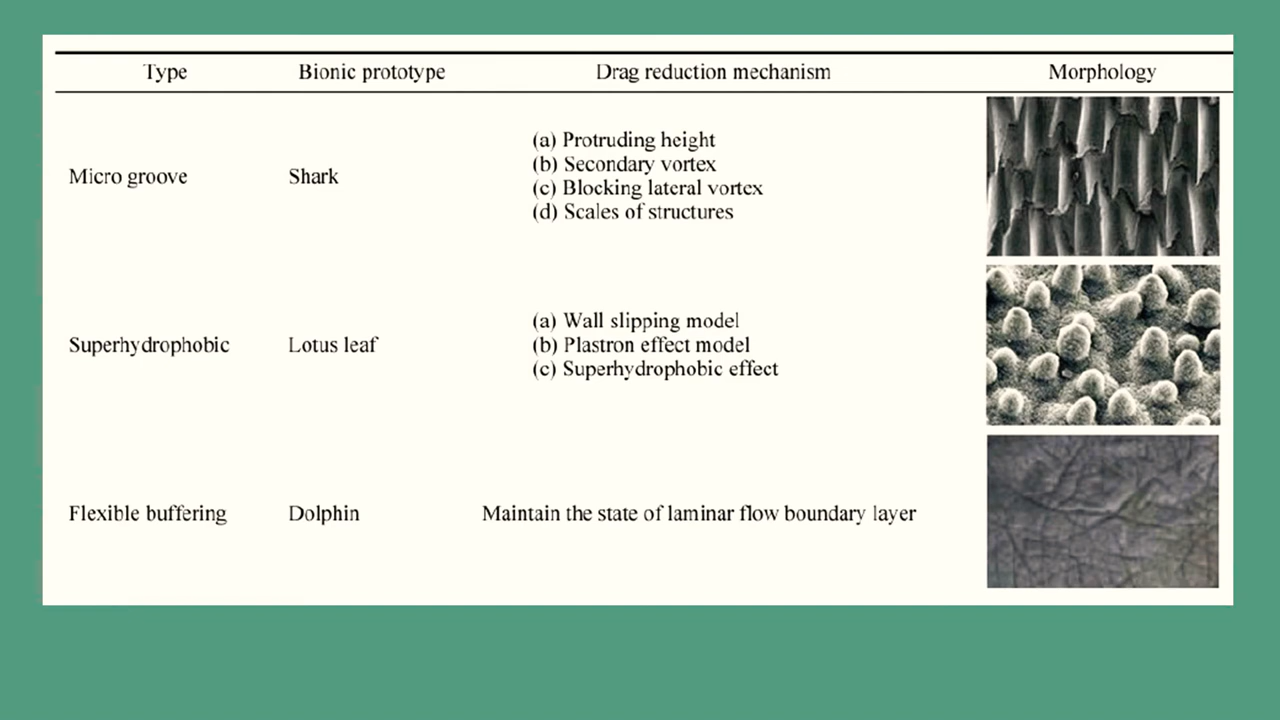 Type Bionic prototype Drag reduction mechanism Morphology
Micro groove Shark
(a) Protruding height
(b) Secondary vortex
(c) Blocking lateral vortex
(d) Scales of structures
Superhydrophobic Lotus leaf
(a) Wall slipping model
(b) Plastron effect model
(c) Superhydrophobic effect
Flexible buffering Dolphin Maintain the state of laminar flow boundary layer